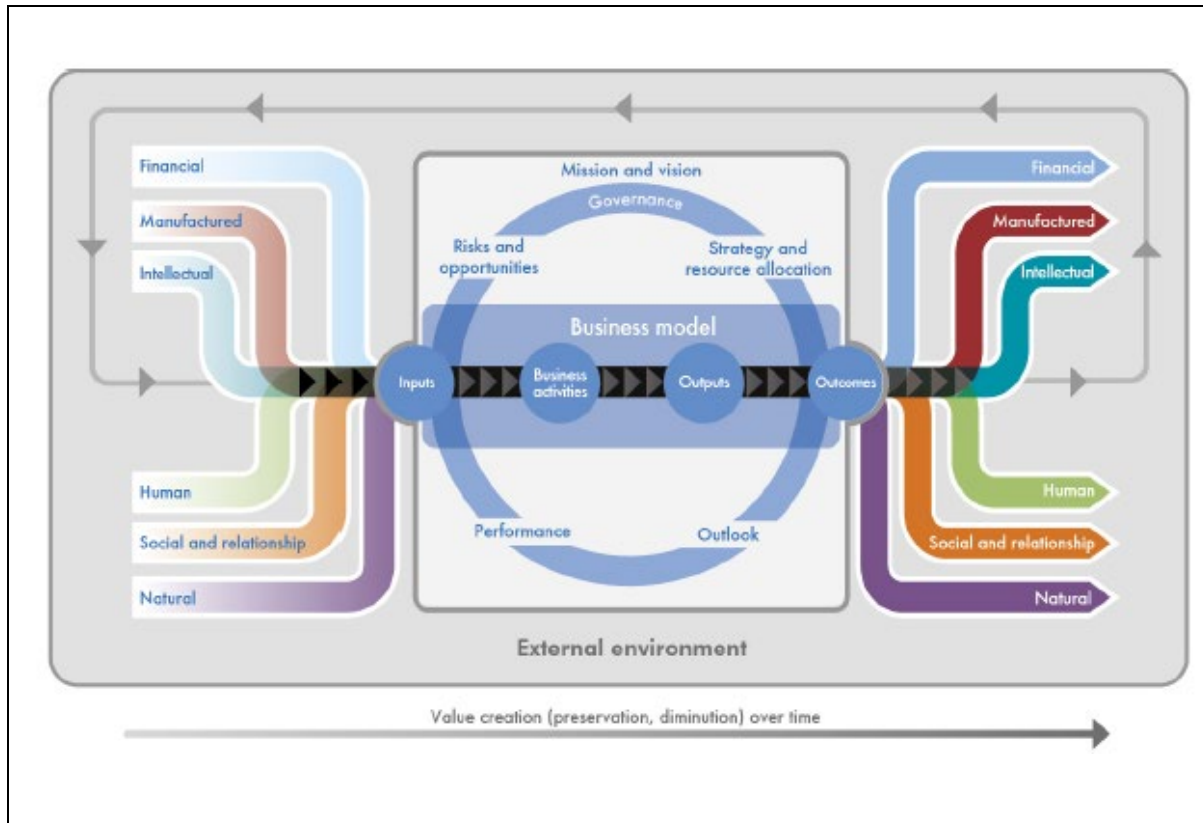 Financial
Manufactured
Intellectual
Human
Social and relationship
Natural
Mission and vision
Governance
Risks and
opportunities
Strategy and
resource allocation
Business model
Inputs
Business
activities
Outputs
Outcomes
Performance
Outlook
Financial
Manufactured
Intellectual
Human
Social and relationship
Natural
External environment
Value creation (preservation, diminution) over time